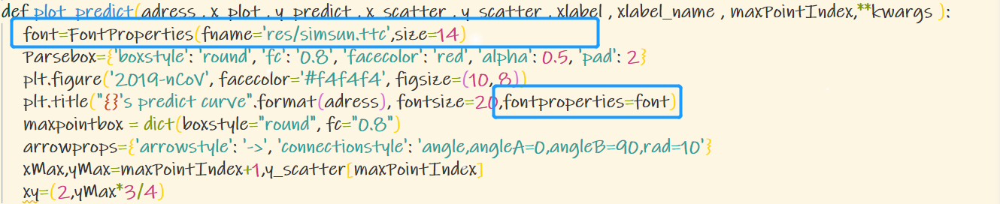 def plot_predict(adress , x_plot , y_predict , x_scatter , y_scatter , xlabel , xlabel_name , maxPointIndex,**kwargs ):
font=FontProperties(fname='res/simsun.ttc',size=14)
Parsebox={'boxstyle': 'round', 'fc': '0.8', 'facecolor': 'red', 'alpha': 0.5, 'pad': 2}
plt.figure('2019-nCoV', facecolor='#f4f4f4', figsize=(10, 8))
plt.title("{}'s predict curve".format(adress), fontsize=20,fontproperties=font)
maxpointbox = dict(boxstyle="round", fc="0.8")
arrowprops={'arrowstyle': '->', 'connectionstyle': 'angle,angleA=0,angleB=90,rad=10'}
xMax,yMax=maxPointIndex+1,y_scatter[maxPointIndex]
xy=(2,yMax*3/4)